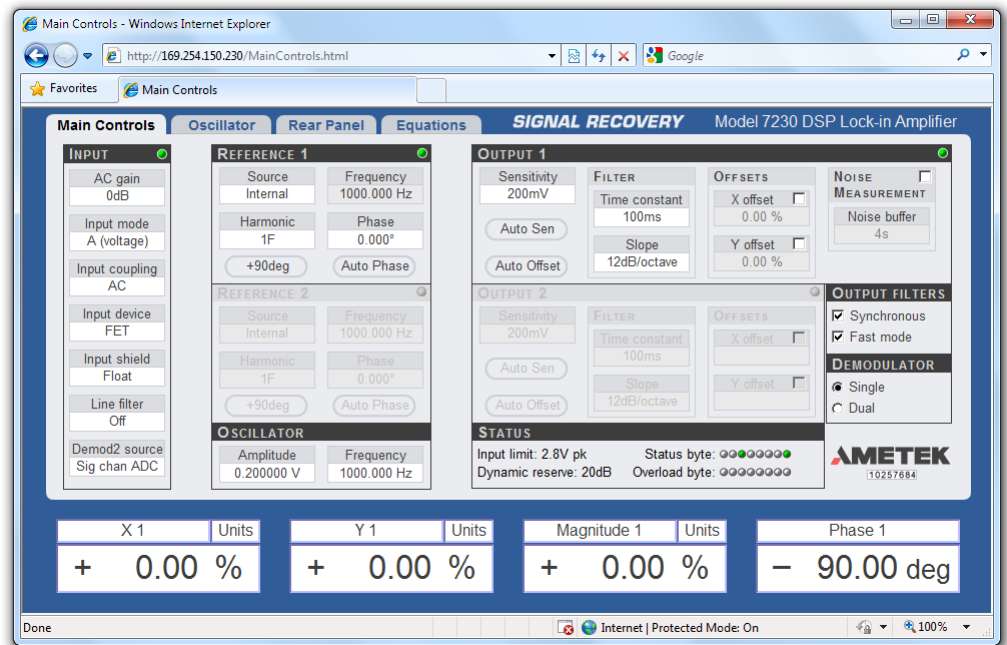 Main Controls - Windows Internet Explorer
http://169.254.150.230/MainControls.html
Google
Favorites
Main Controls
Main Controls
Oscillator
Rear Panel
Equations
SIGNAL RECOVERY
Model 7230 DSP Lock-in Amplifier
INPUT
AC gain
0dB
Input mode
A (voltage)
Input coupling
AC
Input device
FET
Input shield
Float
Line filter
Off
Demod2 source
Sig chan ADC
REFERENCE 1
Source
Internal
Frequency
1000.000 Hz
Harmonic
1F
Phase
0.000°
+90deg
Auto Phase
REFERENCE 2
Source
Internal
Frequency
1000.000 Hz
Harmonic
1F
Phase
0.000°
+90deg
Auto Phase
OSCILLATOR
Amplitude
0.200000 V
Frequency
1000.000 Hz
OUTPUT 1
Sensitivity
200mV
Auto Sen
Auto Offset
FILTER
Time constant
100ms
Slope
12dB/octave
OFFSETS
X offset
0.00 %
Y offset
0.00 %
NOISE
MEASUREMENT
Noise buffer
4s
OUTPUT 2
Sensitivity
200mV
Auto Sen
Auto Offset
FILTER
Time constant
100ms
Slope
12dB/octave
OFFSETS
X offset
Y offset
OUTPUT FILTERS
Synchronous
Fast mode
DEMODULATOR
Single
Dual
STATUS
Input limit: 2.8V pk
Status byte:
Dynamic reserve: 20dB
Overload byte:
AMETEK
10257684
X 1
Units
+ 0.00 %
Y 1
Units
+ 0.00 %
Magnitude 1
Units
+ 0.00 %
Phase 1
− 90.00 deg
Done
Internet | Protected Mode: On
100%